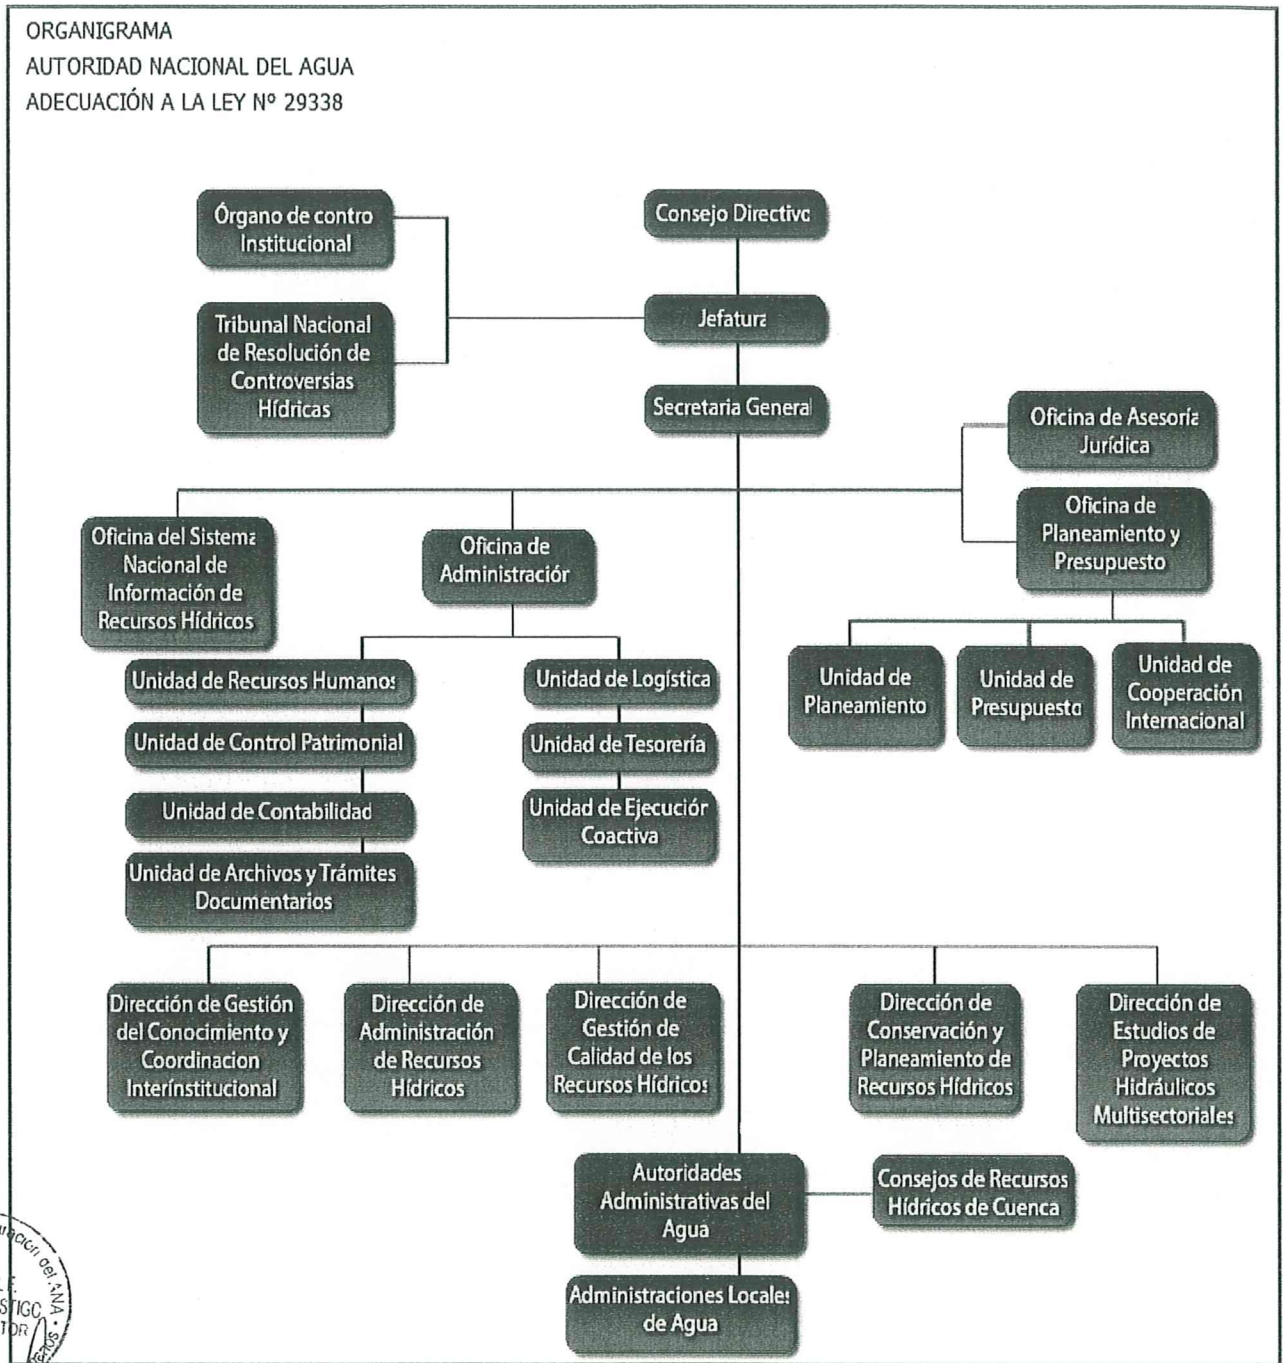 ORGANIGRAMA
AUTORIDAD NACIONAL DEL AGUA
ADECUACIÓN A LA LEY Nº 29338
Órgano de contro
Institucional
Consejo Directivo
Tribunal Nacional
de Resolución de
Controversias
Hídricas
Jefatura
Secretaria General
Oficina de Asesoría
Jurídica
Oficina de
Planeamiento y
Presupuesto
Oficina del Sistema
Nacional de
Información de
Recursos Hídricos
Oficina de
Administración
Unidad de Recursos Humanos
Unidad de Control Patrimonial
Unidad de Contabilidad
Unidad de Archivos y Trámites
Documentarios
Unidad de Logística
Unidad de Tesorería
Unidad de Ejecución
Coactiva
Unidad de
Planeamiento
Unidad de
Presupuesto
Unidad de
Cooperación
Internacional
Dirección de Gestión
del Conocimiento y
Coordinacion
Interínstitucional
Dirección de
Administración
de Recursos
Hídricos
Dirección de
Gestión de
Calidad de los
Recursos Hídricos
Dirección de
Conservación y
Planeamiento de
Recursos Hídricos
Dirección de
Estudios de
Proyectos
Hidráulicos
Multisectoriales
Autoridades
Administrativas del
Agua
Consejos de Recursos
Hídricos de Cuenca
Administraciones Locales
de Agua
del ANA